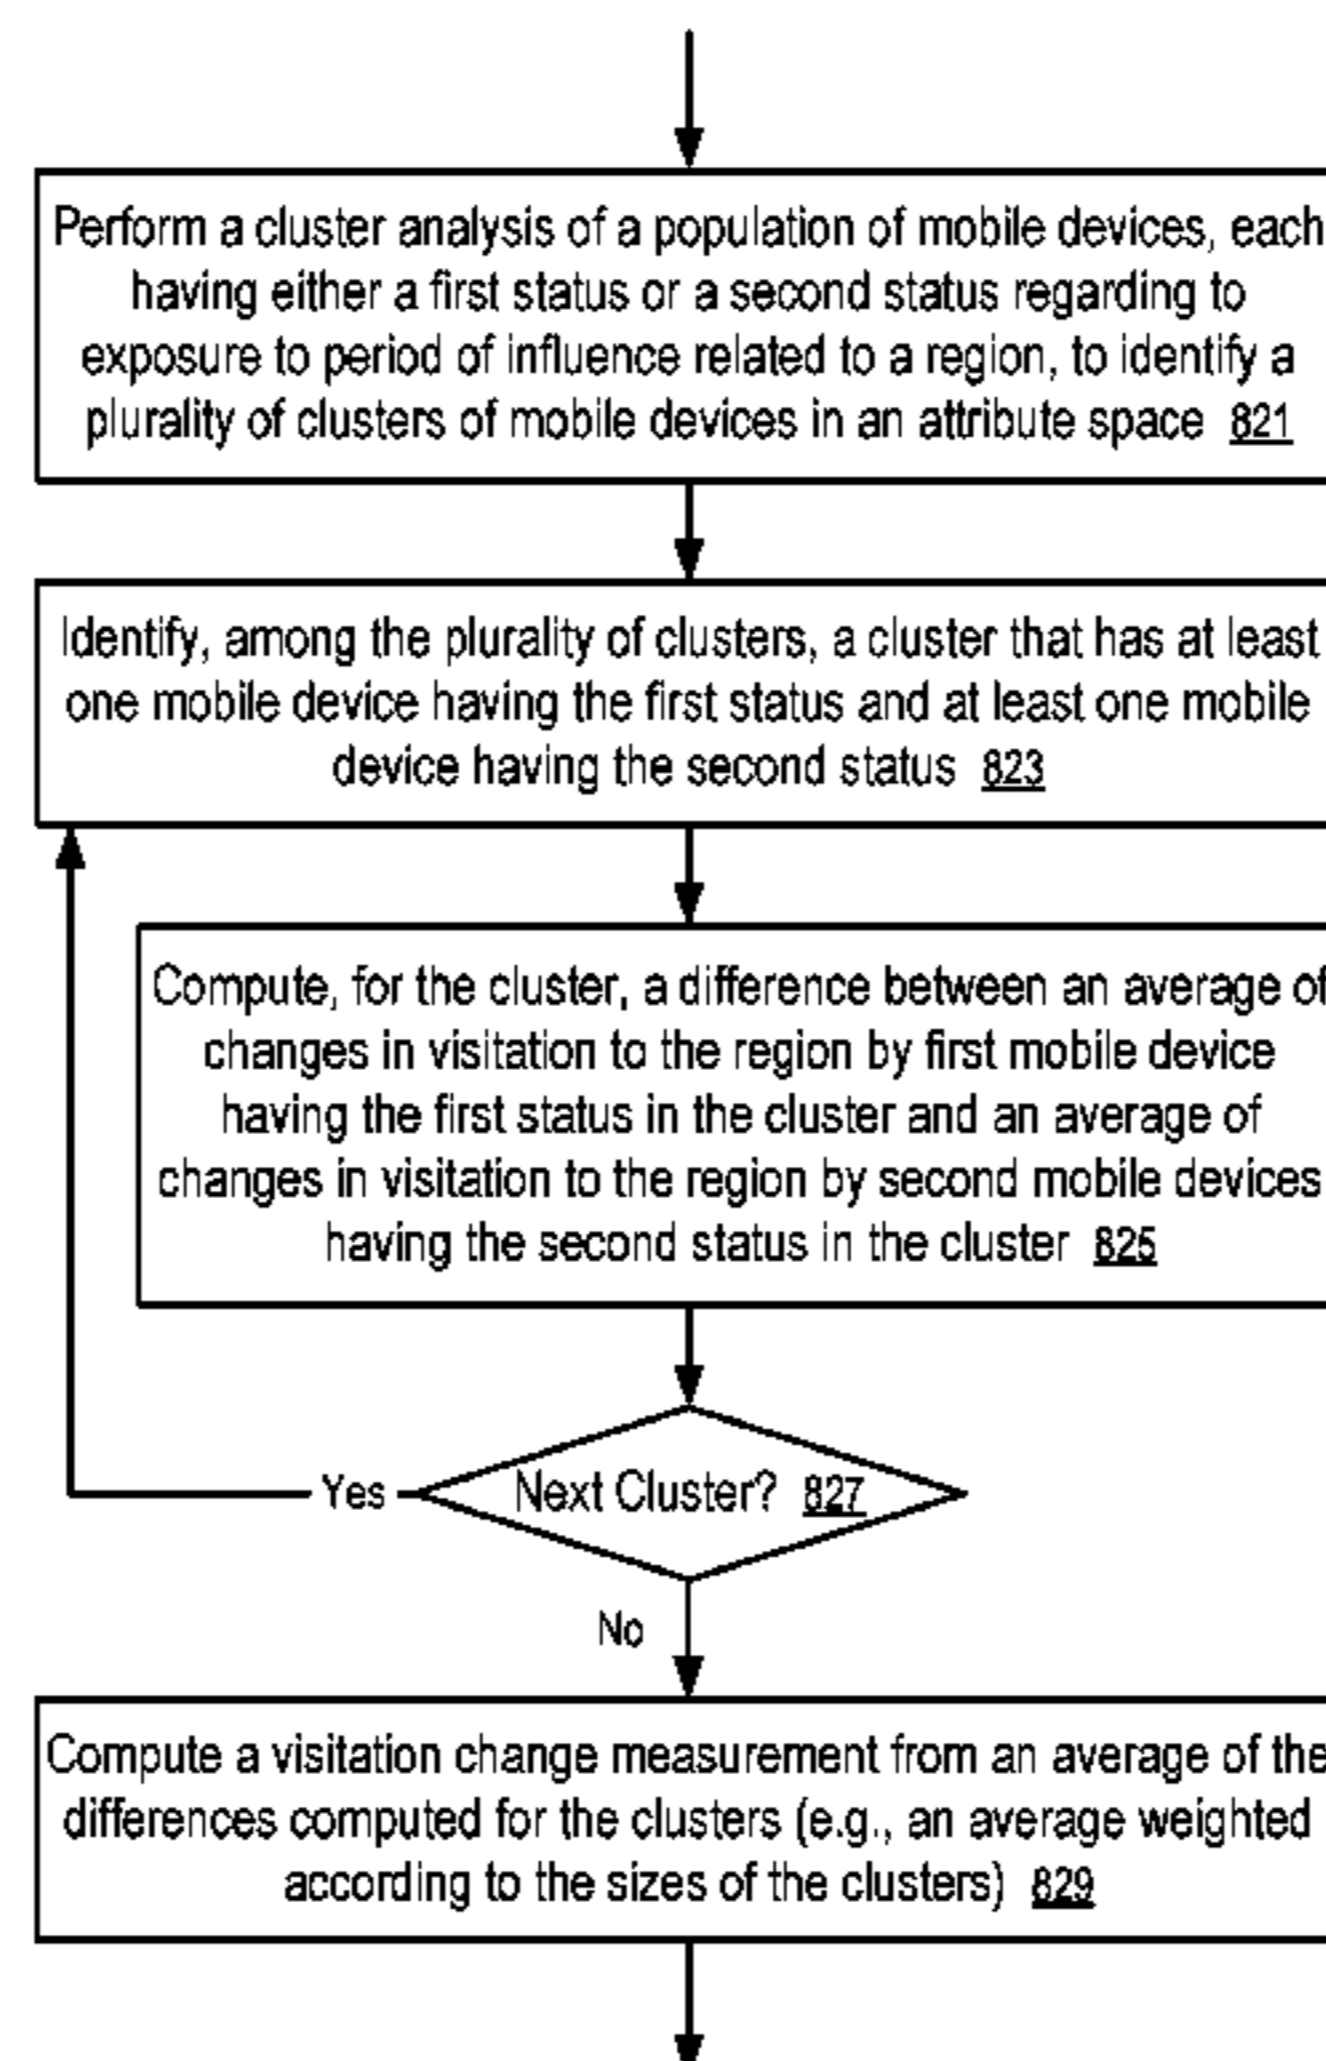 Perform a cluster analysis of a population of mobile devices, each
having either a first status or a second status regarding to
exposure to period of influence related to a region, to identify a
plurality of clusters of mobile devices in an attribute space 821
Identify, among the plurality of clusters, a cluster that has at least
one mobile device having the first status and at least one mobile
device having the second status 823
Compute, for the cluster, a difference between an average of
changes in visitation to the region by first mobile device
having the first status in the cluster and an average of
changes in visitation to the region by second mobile devices
having the second status in the cluster 825
Yes
Next Cluster? 827
No
Compute a visitation change measurement from an average of the
differences computed for the clusters (e.g., an average weighted
according to the sizes of the clusters) 829